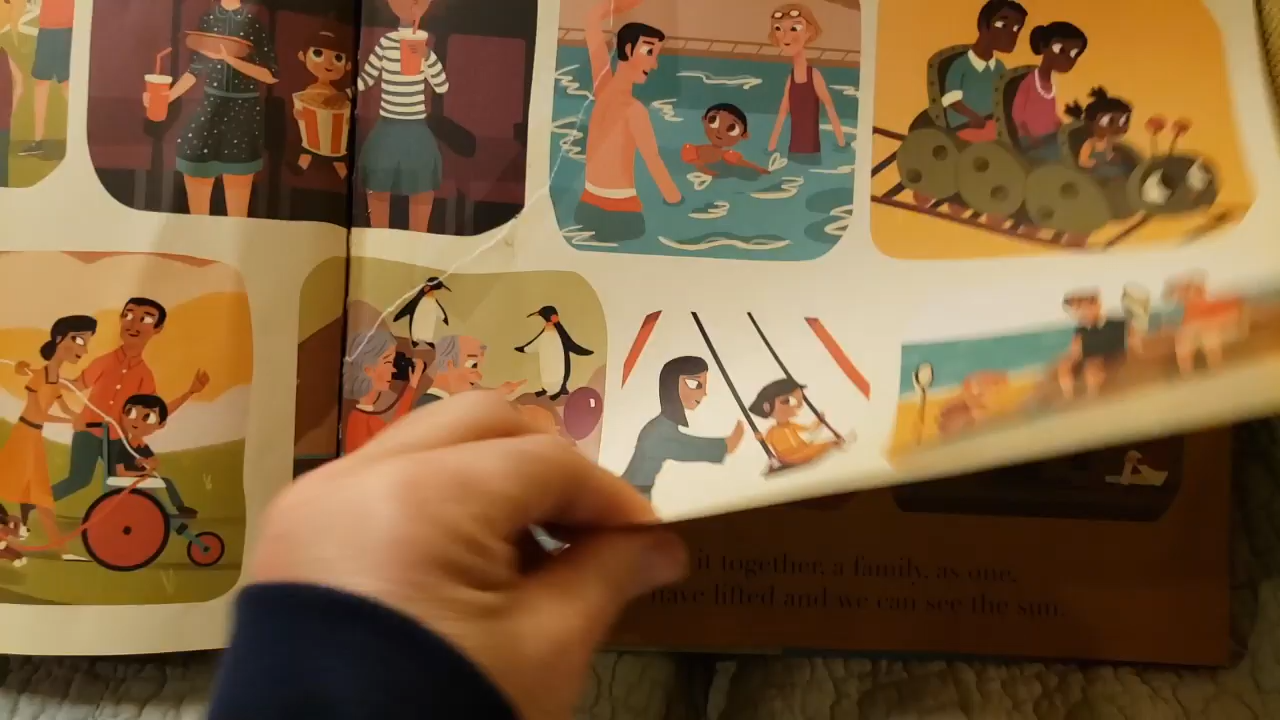 it together, a family, as one,
have lifted and we can see the sun.